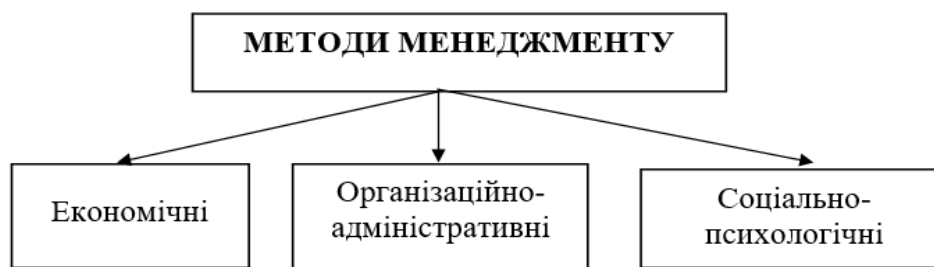 МЕТОДИ МЕНЕДЖМЕНТУ
Економічні
Організаційно-
адміністративні
Соціально-
психологічні